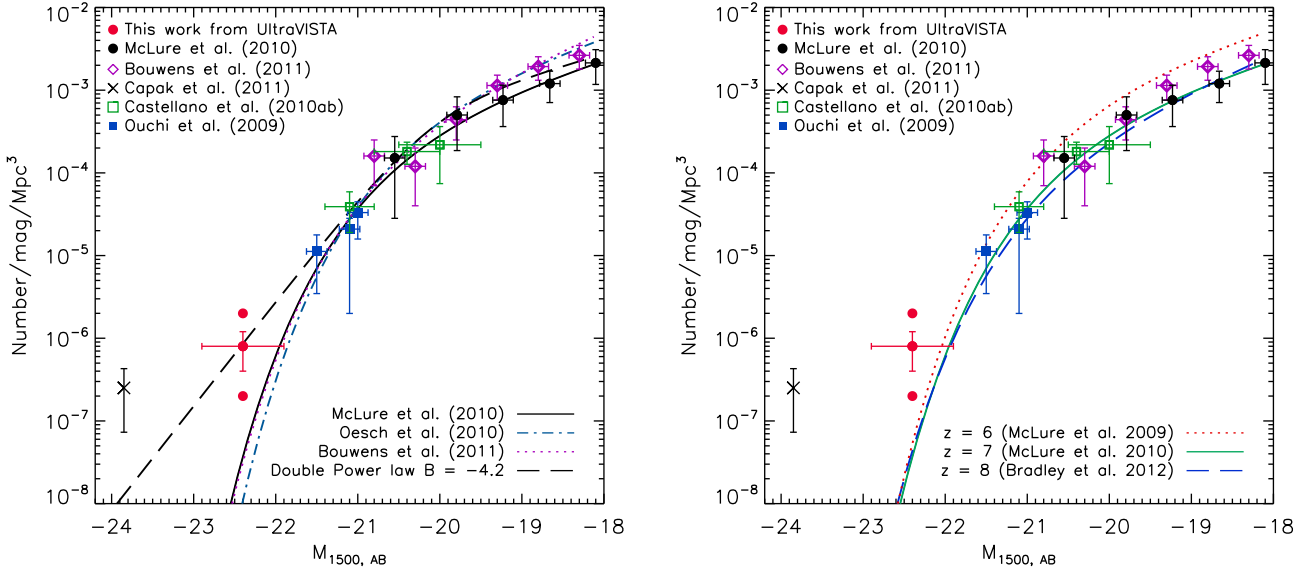 This work from UltraVISTA
McLure et al. (2010)
Bouwens et al. (2011)
Capak et al. (2011)
Castellano et al. (2010ab)
Ouchi et al. (2009)
McLure et al. (2010)
Oesch et al. (2010)
Bouwens et al. (2011)
Double Power law B = −4.2
Number/mag/Mpc³
10⁻²
10⁻³
10⁻⁴
10⁻⁵
10⁻⁶
10⁻⁷
10⁻⁸
−24 −23 −22 −21 −20 −19 −18
M₁₅₀₀, AB
This work from UltraVISTA
McLure et al. (2010)
Bouwens et al. (2011)
Capak et al. (2011)
Castellano et al. (2010ab)
Ouchi et al. (2009)
z = 6 (McLure et al. 2009)
z = 7 (McLure et al. 2010)
z = 8 (Bradley et al. 2012)
Number/mag/Mpc³
10⁻²
10⁻³
10⁻⁴
10⁻⁵
10⁻⁶
10⁻⁷
10⁻⁸
−24 −23 −22 −21 −20 −19 −18
M₁₅₀₀, AB